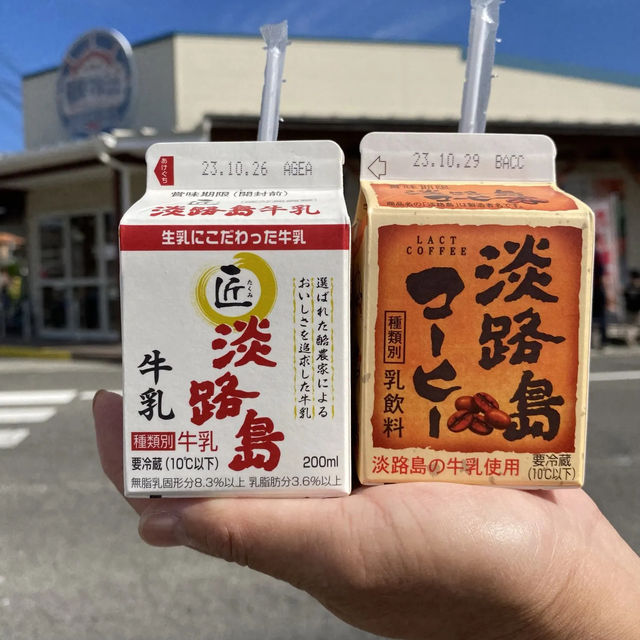 あけぐち
23.10.26 AGEA
賞味期限(開封前)
淡路島牛乳
生乳にこだわった牛乳
匠
たくみ
選ばれた酪農家による
おいしさを追求した牛乳
淡路島
牛乳
種類別 牛乳
要冷蔵(10℃以下)
200ml
無脂乳固形分8.3%以上 乳脂肪分3.6%以上
23.10.29 BACC
賞味期限
LACT
COFFEE
淡路島
コーヒー
種類別
乳飲料
淡路島の牛乳使用
要冷蔵
(10℃以下)